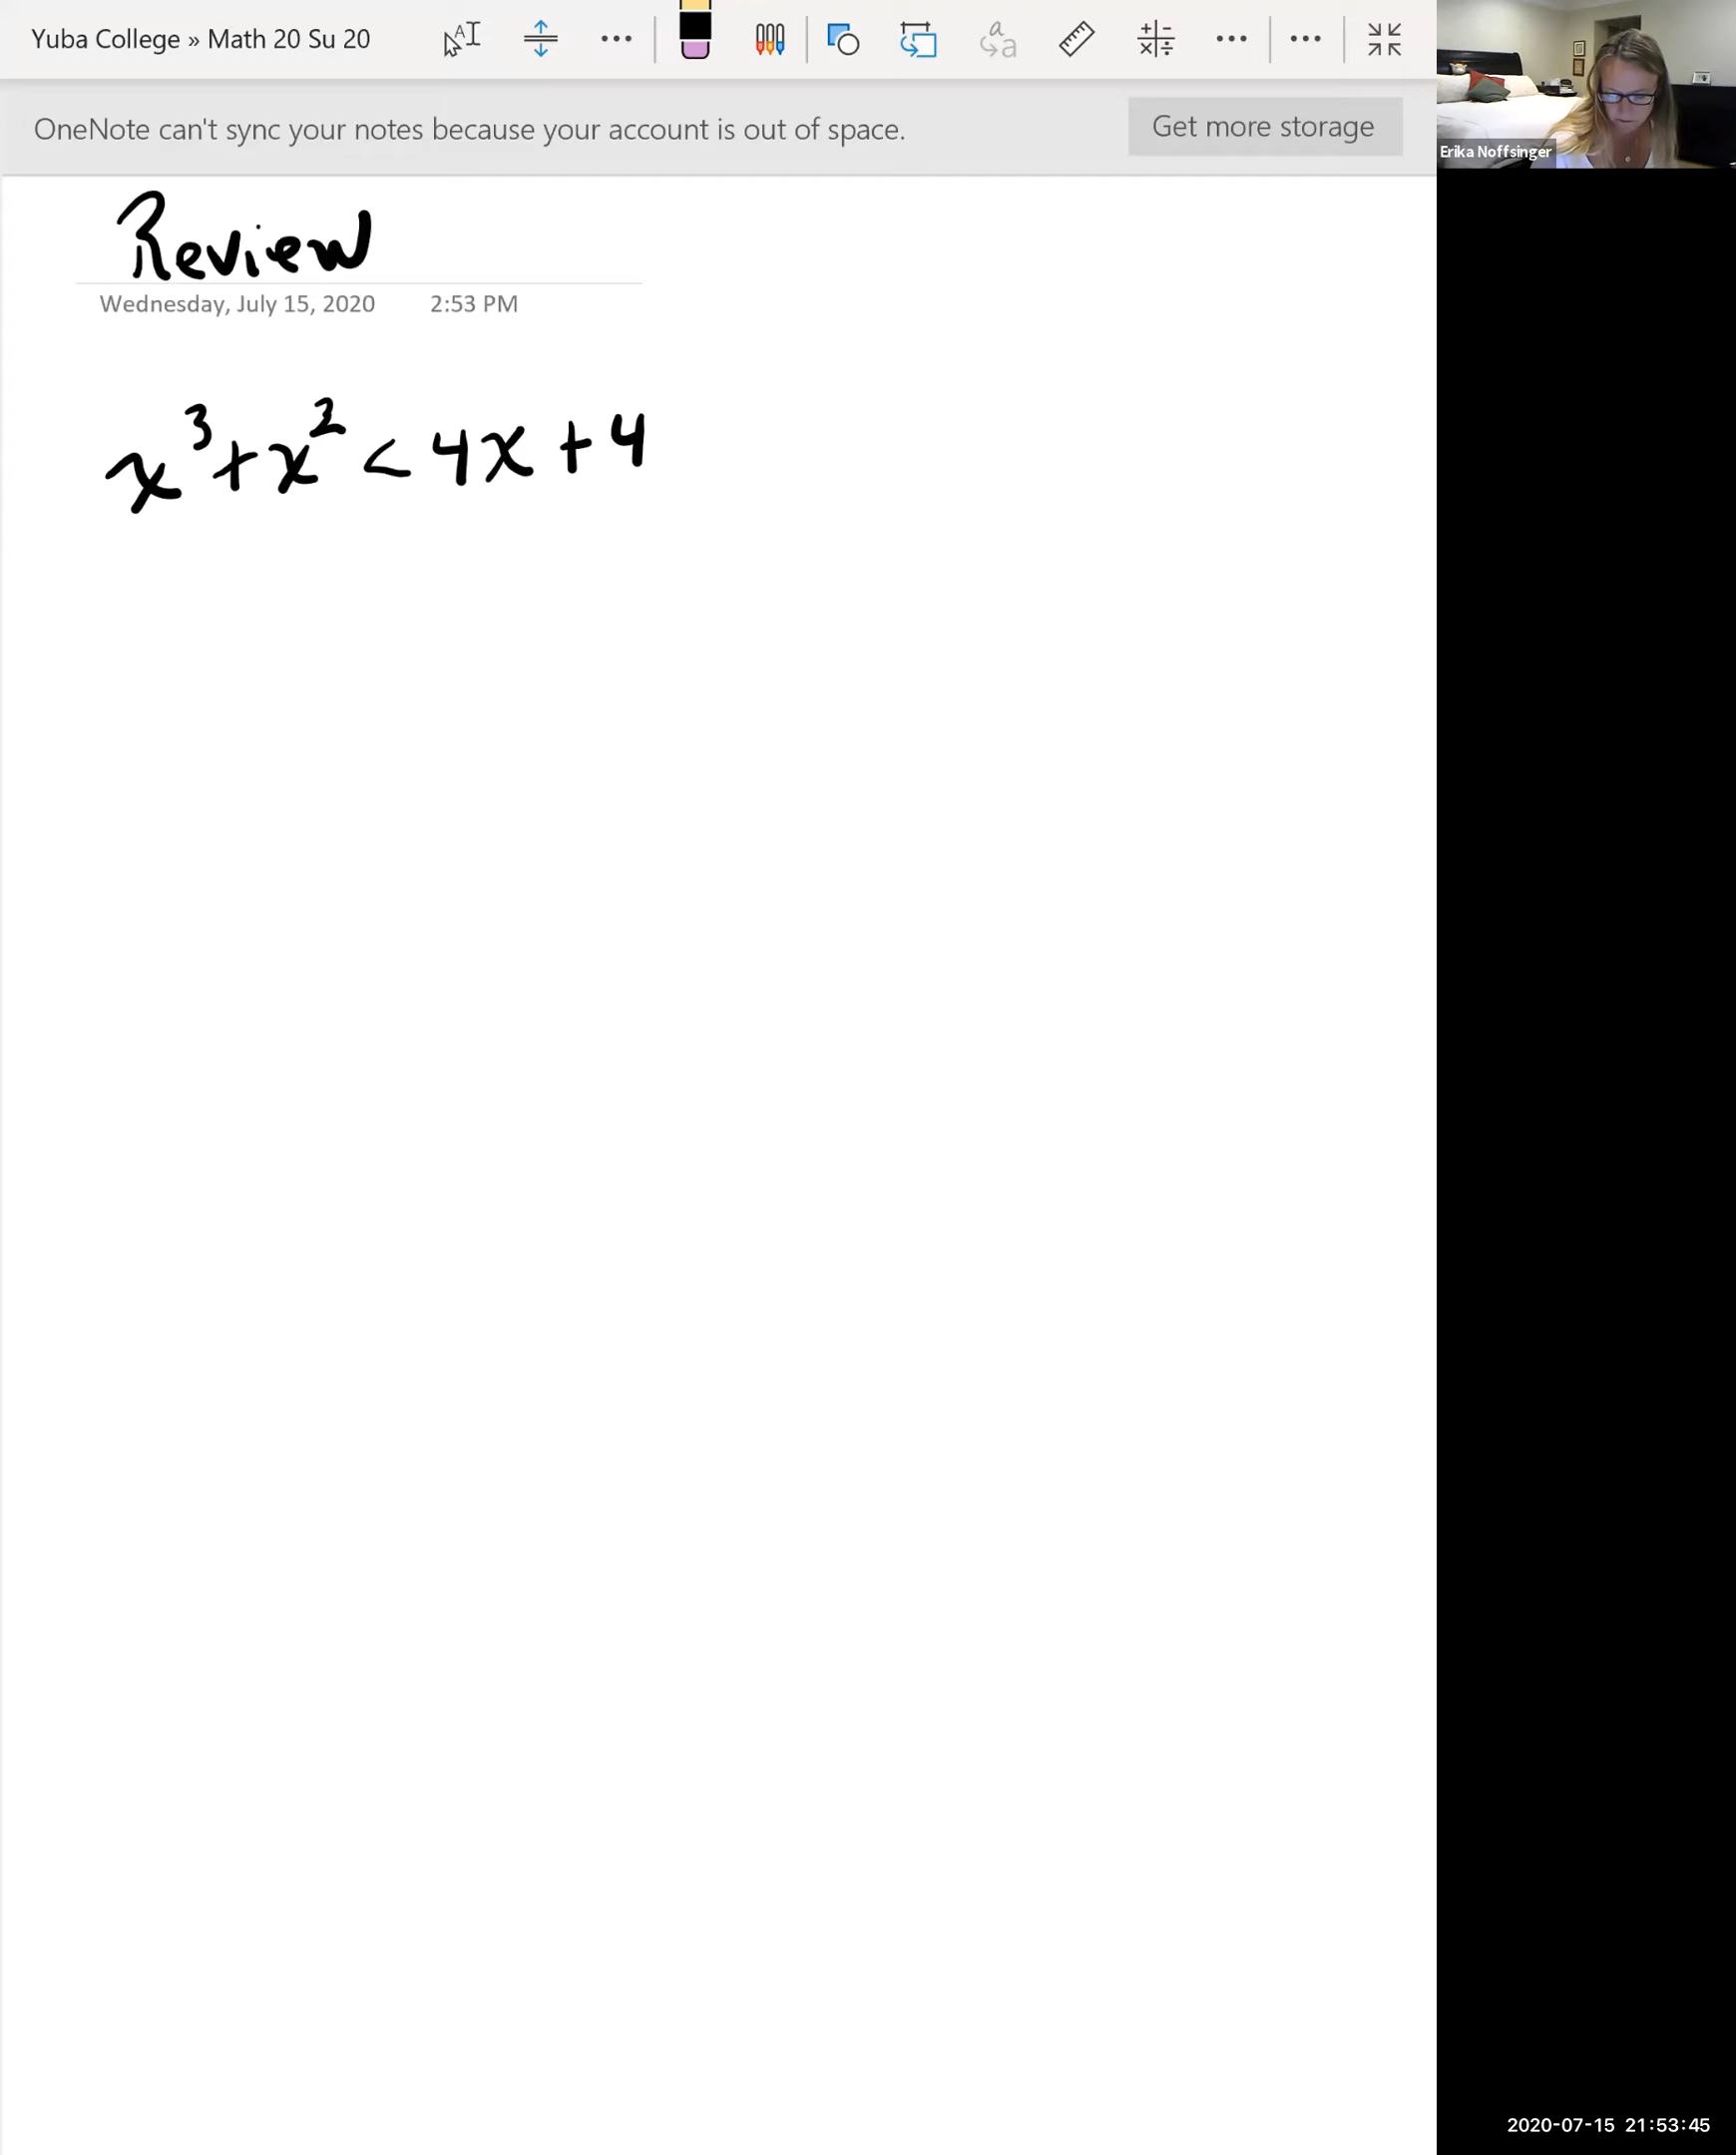 Yuba College » Math 20 Su 20
OneNote can't sync your notes because your account is out of space.
Get more storage
Erika Noffsinger
Review
Wednesday, July 15, 2020 2:53 PM
x³+x² < 4x + 4
2020-07-15 21:53:45